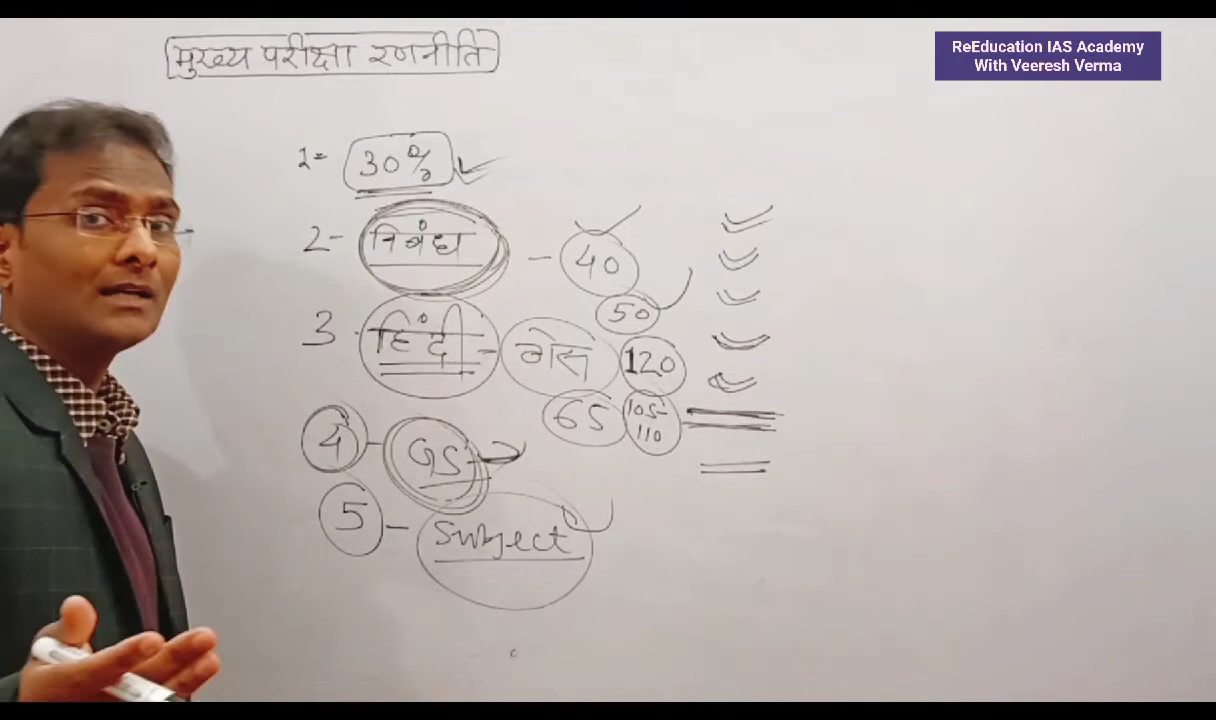 मुख्य परीक्षा रणनीति
ReEducation IAS Academy
With Veeresh Verma
1= 30%
2- निबंध - 40
50
3. हिंदी - 120
65 105-110
4 - GS
5 - Subject